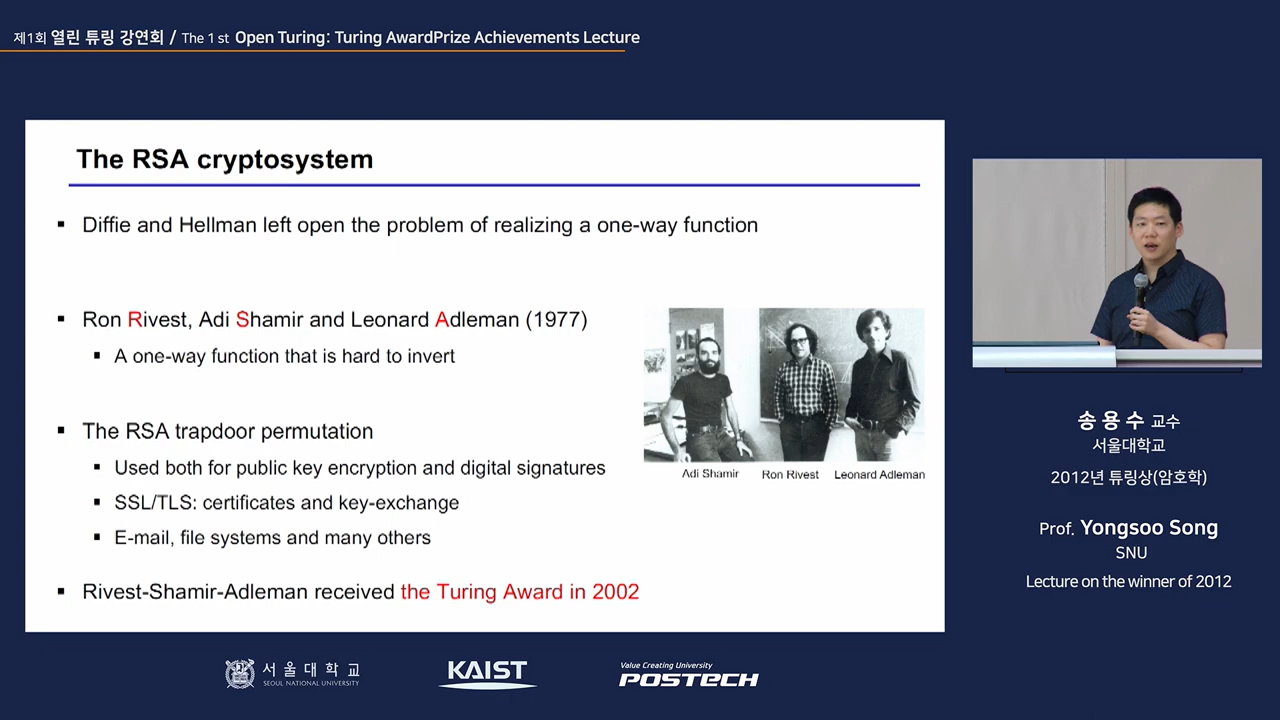 제1회 열린 튜링 강연회 / The 1 st Open Turing: Turing AwardPrize Achievements Lecture
The RSA cryptosystem
▪ Diffie and Hellman left open the problem of realizing a one-way function
▪ Ron Rivest, Adi Shamir and Leonard Adleman (1977)
▪ A one-way function that is hard to invert
▪ The RSA trapdoor permutation
▪ Used both for public key encryption and digital signatures
▪ SSL/TLS: certificates and key-exchange
▪ E-mail, file systems and many others
▪ Rivest-Shamir-Adleman received the Turing Award in 2002
Adi Shamir Ron Rivest Leonard Adleman
송용수 교수
서울대학교
2012년 튜링상(암호학)
Prof. Yongsoo Song
SNU
Lecture on the winner of 2012
서울대학교
SEOUL NATIONAL UNIVERSITY
KAIST
Value Creating University
POSTECH